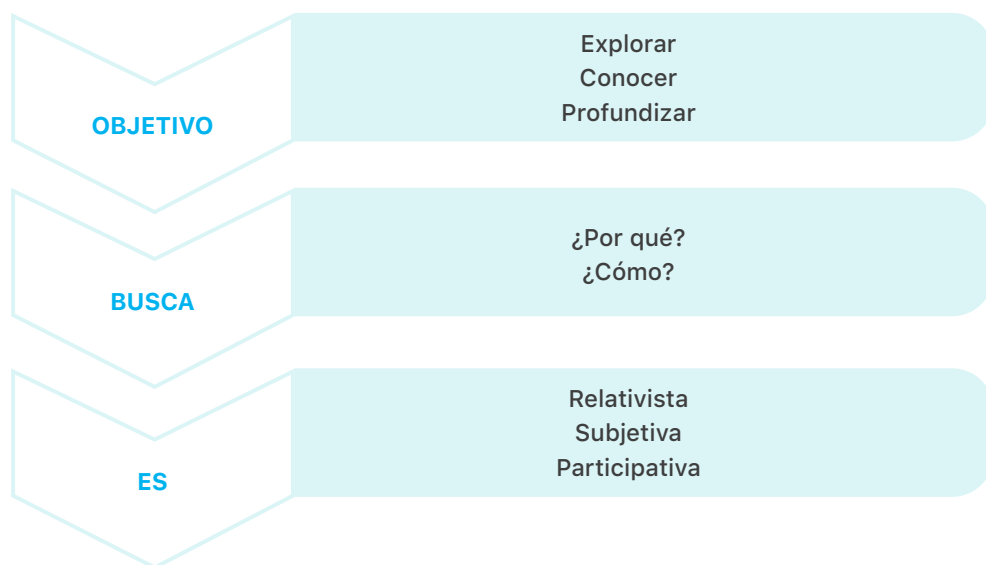 OBJETIVO
Explorar
Conocer
Profundizar
BUSCA
¿Por qué?
¿Cómo?
ES
Relativista
Subjetiva
Participativa